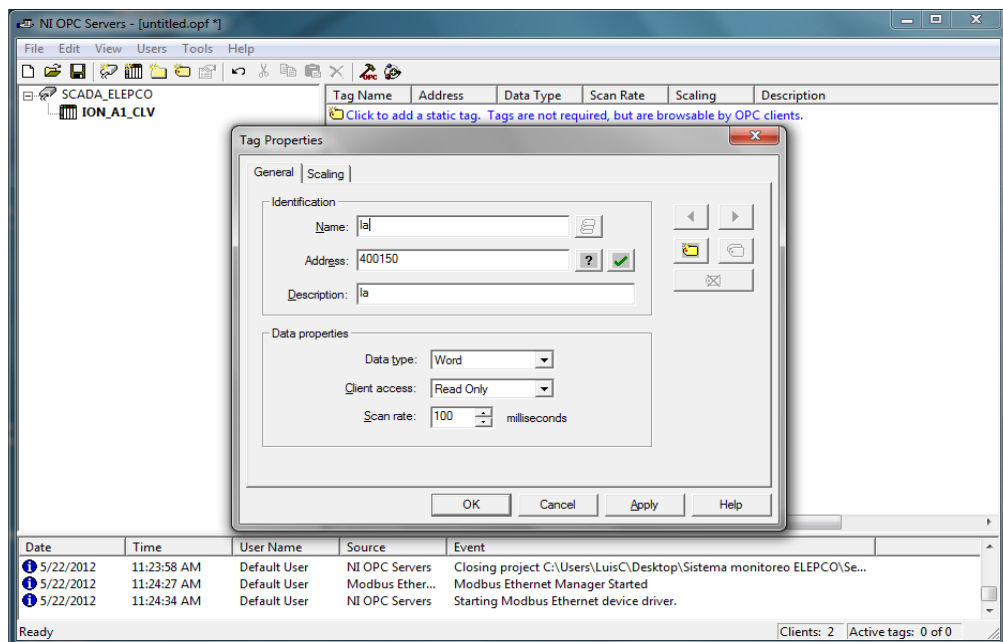 NI OPC Servers - [untitled.opf *]
File Edit View Users Tools Help
SCADA_ELEPCO
ION_A1_CLV
Tag Name Address Data Type Scan Rate Scaling Description
Click to add a static tag. Tags are not required, but are browsable by OPC clients.
Tag Properties
General Scaling
Identification
Name: Ia
Address: 400150 ?
Description: Ia
Data properties
Data type: Word
Client access: Read Only
Scan rate: 100 milliseconds
OK Cancel Apply Help
Date Time User Name Source Event
5/22/2012 11:23:58 AM Default User NI OPC Servers Closing project C:\Users\LuisC\Desktop\Sistema monitoreo ELEPCO\Se...
5/22/2012 11:24:27 AM Default User Modbus Ether... Modbus Ethernet Manager Started
5/22/2012 11:24:34 AM Default User NI OPC Servers Starting Modbus Ethernet device driver.
Ready Clients: 2 Active tags: 0 of 0